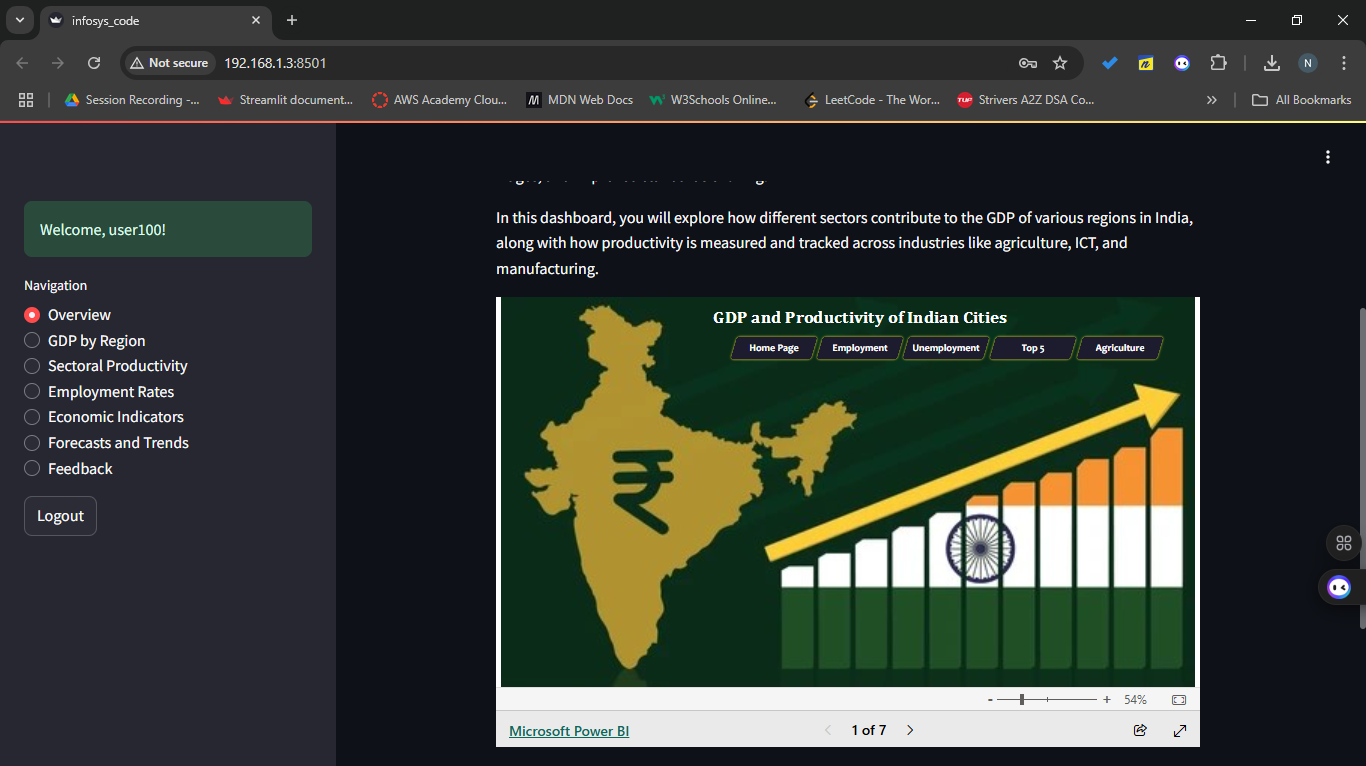 infosys_code
Not secure
192.168.1.3:8501
N
Session Recording -...
Streamlit document...
AWS Academy Clou...
MDN Web Docs
W3Schools Online...
LeetCode - The Wor...
TUF
Strivers A2Z DSA Co...
All Bookmarks
Welcome, user100!
Navigation
Overview
GDP by Region
Sectoral Productivity
Employment Rates
Economic Indicators
Forecasts and Trends
Feedback
Logout
In this dashboard, you will explore how different sectors contribute to the GDP of various regions in India,
along with how productivity is measured and tracked across industries like agriculture, ICT, and
manufacturing.
GDP and Productivity of Indian Cities
Home Page
Employment
Unemployment
Top 5
Agriculture
₹
- + 54%
Microsoft Power BI
1 of 7